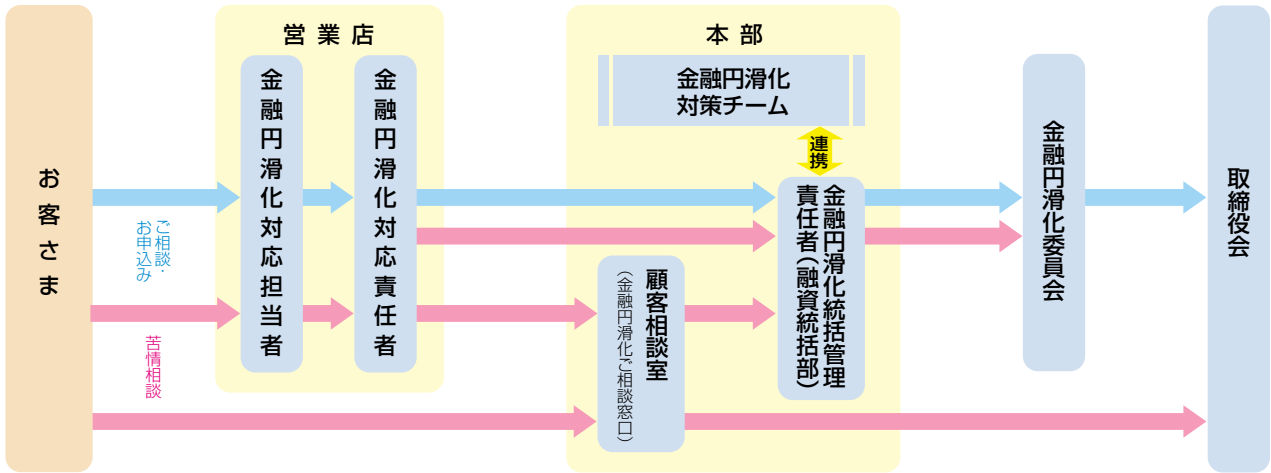 お客さま
ご相談・
お申込み
苦情相談
営業店
金融円滑化対応担当者
金融円滑化対応責任者
本部
金融円滑化
対策チーム
連携
顧客相談室
（金融円滑化ご相談窓口）
金融円滑化統括管理
責任者（融資統括部）
金融円滑化委員会
取締役会